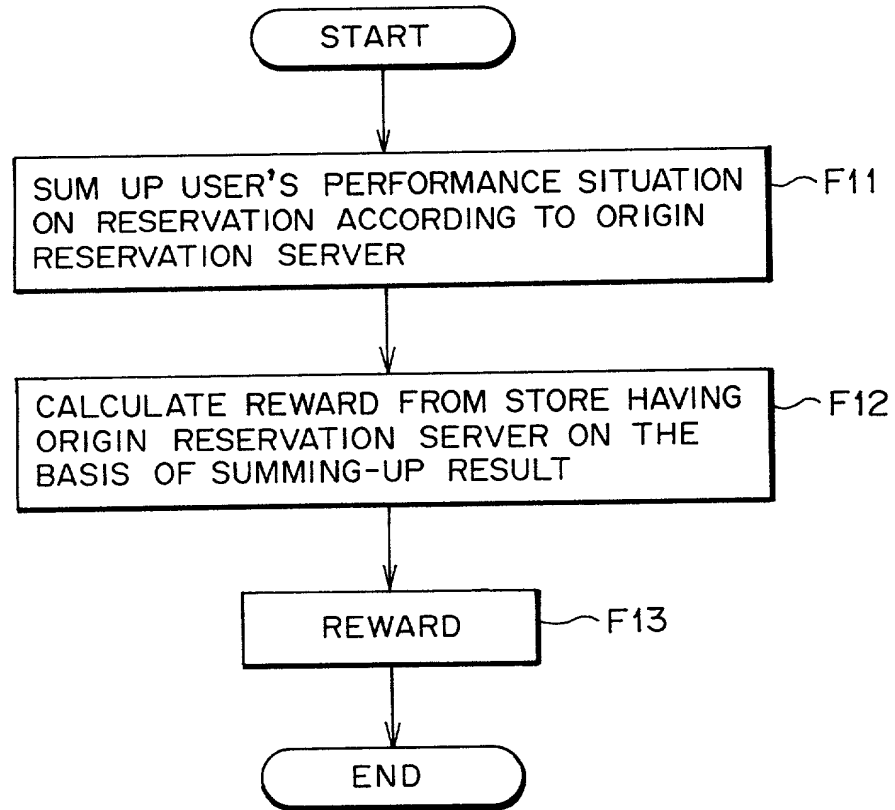 START
SUM UP USER'S PERFORMANCE SITUATION
ON RESERVATION ACCORDING TO ORIGIN
RESERVATION SERVER
F11
CALCULATE REWARD FROM STORE HAVING
ORIGIN RESERVATION SERVER ON THE
BASIS OF SUMMING-UP RESULT
F12
REWARD
F13
END